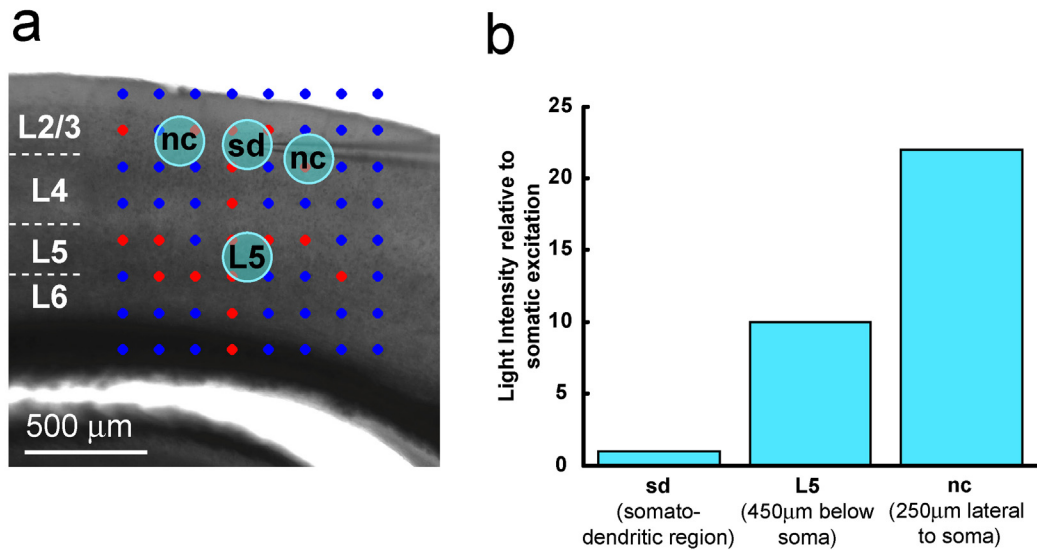 a
L2/3
L4
L5
L6
nc
sd
nc
L5
500 μm
b
Light Intensity relative to
somatic excitation
25
20
15
10
5
0
sd
(somato-
dendritic region)
L5
(450μm below
soma)
nc
(250μm lateral
to soma)